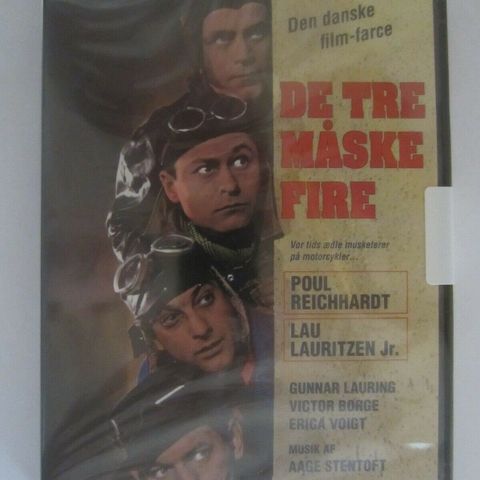 Den danske
film-farce
DE TRE
MÅSKE
FIRE
Vor tids ædle musketerer
på motorcykler...
POUL
REICHHARDT
LAU
LAURITZEN Jr.
GUNNAR LAURING
VICTOR BORGE
ERICA VOIGT
MUSIK AF
AAGE STENTOFT